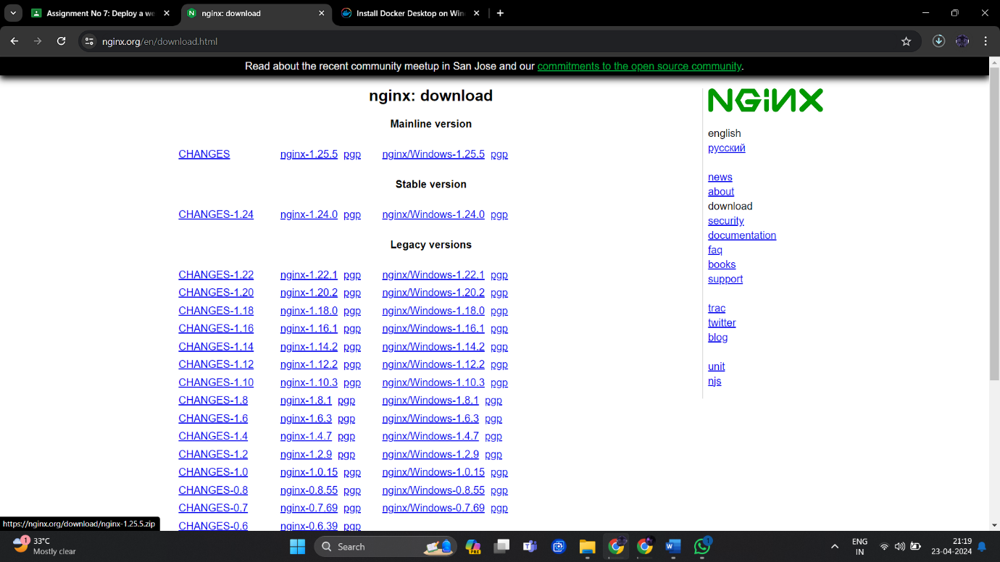 Assignment No 7: Deploy a we
nginx: download
Install Docker Desktop on Win
nginx.org/en/download.html
Read about the recent community meetup in San Jose and our commitments to the open source community.
nginx: download
Mainline version
CHANGES nginx-1.25.5 pgp nginx/Windows-1.25.5 pgp
Stable version
CHANGES-1.24 nginx-1.24.0 pgp nginx/Windows-1.24.0 pgp
Legacy versions
CHANGES-1.22 nginx-1.22.1 pgp nginx/Windows-1.22.1 pgp
CHANGES-1.20 nginx-1.20.2 pgp nginx/Windows-1.20.2 pgp
CHANGES-1.18 nginx-1.18.0 pgp nginx/Windows-1.18.0 pgp
CHANGES-1.16 nginx-1.16.1 pgp nginx/Windows-1.16.1 pgp
CHANGES-1.14 nginx-1.14.2 pgp nginx/Windows-1.14.2 pgp
CHANGES-1.12 nginx-1.12.2 pgp nginx/Windows-1.12.2 pgp
CHANGES-1.10 nginx-1.10.3 pgp nginx/Windows-1.10.3 pgp
CHANGES-1.8 nginx-1.8.1 pgp nginx/Windows-1.8.1 pgp
CHANGES-1.6 nginx-1.6.3 pgp nginx/Windows-1.6.3 pgp
CHANGES-1.4 nginx-1.4.7 pgp nginx/Windows-1.4.7 pgp
CHANGES-1.2 nginx-1.2.9 pgp nginx/Windows-1.2.9 pgp
CHANGES-1.0 nginx-1.0.15 pgp nginx/Windows-1.0.15 pgp
CHANGES-0.8 nginx-0.8.55 pgp nginx/Windows-0.8.55 pgp
CHANGES-0.7 nginx-0.7.69 pgp nginx/Windows-0.7.69 pgp
CHANGES-0.6 nginx-0.6.39 pgp
NGINX
english
русский
news
about
download
security
documentation
faq
books
support
trac
twitter
blog
unit
njs
https://nginx.org/download/nginx-1.25.5.zip
1
33°C
Mostly clear
Search
PRE
W
1
ENG
IN
21:19
23-04-2024